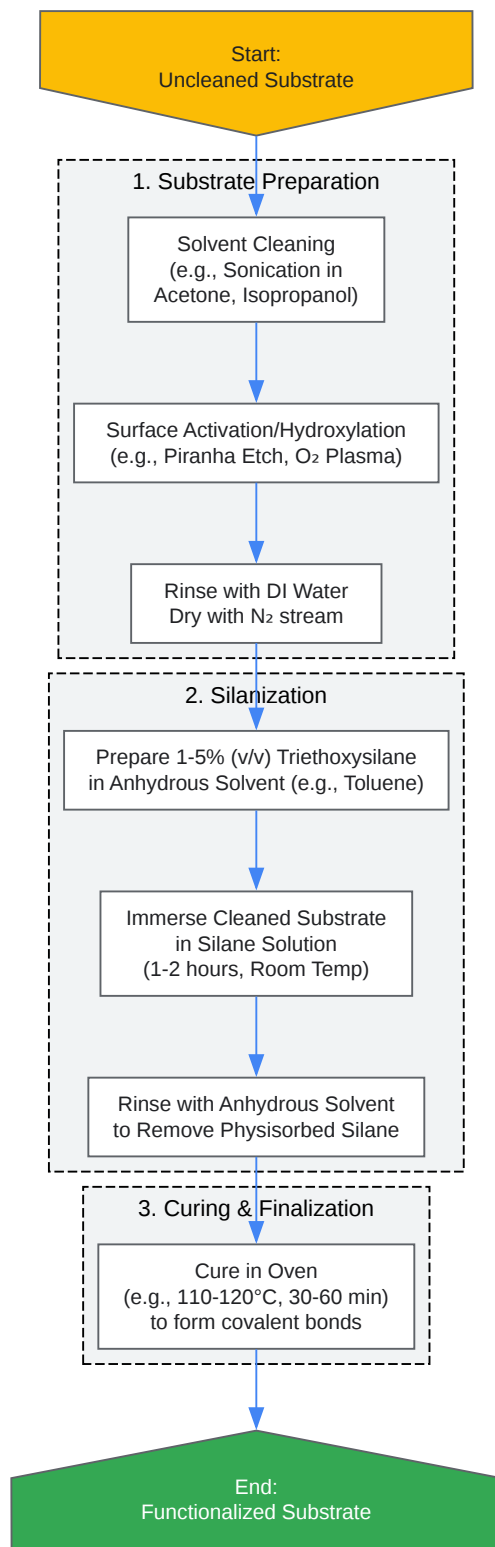 Start:
Uncleaned Substrate
1. Substrate Preparation
Solvent Cleaning
(e.g., Sonication in
Acetone, Isopropanol)
Surface Activation/Hydroxylation
(e.g., Piranha Etch, O₂ Plasma)
Rinse with DI Water
Dry with N₂ stream
2. Silanization
Prepare 1-5% (v/v) Triethoxysilane
in Anhydrous Solvent (e.g., Toluene)
Immerse Cleaned Substrate
in Silane Solution
(1-2 hours, Room Temp)
Rinse with Anhydrous Solvent
to Remove Physisorbed Silane
3. Curing & Finalization
Cure in Oven
(e.g., 110-120°C, 30-60 min)
to form covalent bonds
End:
Functionalized Substrate